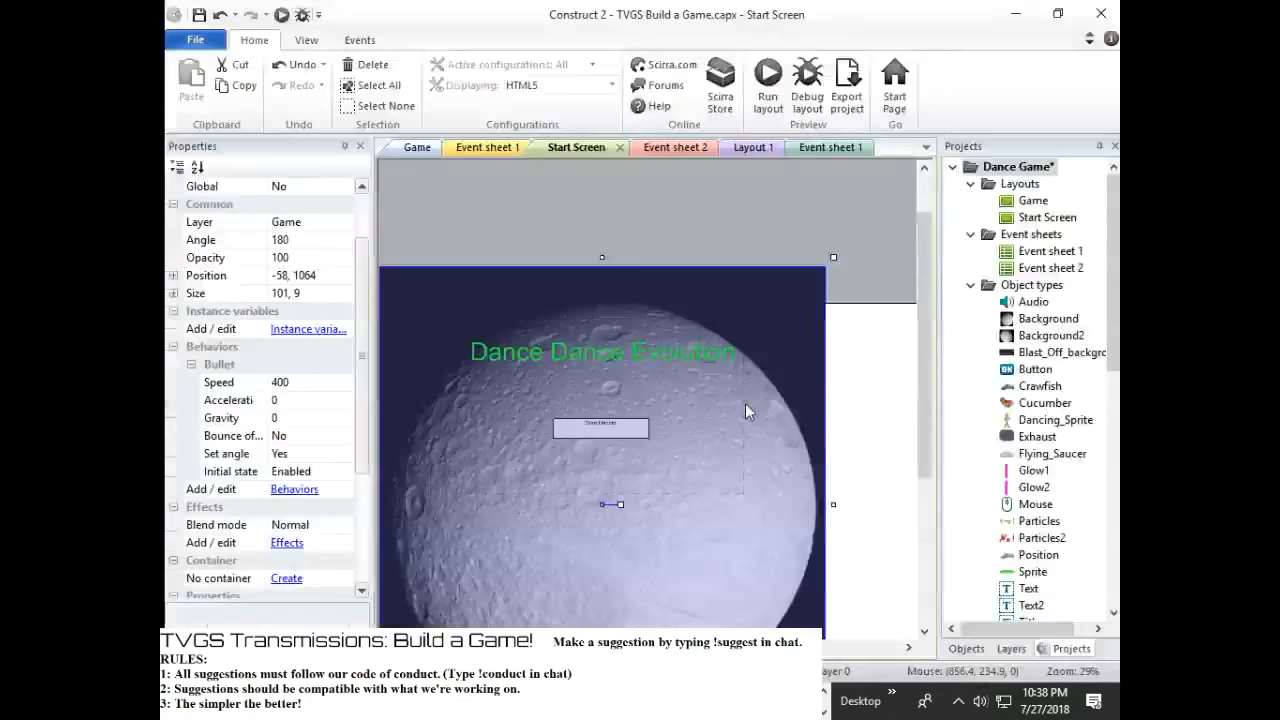 Construct 2 - TVGS Build a Game.capx - Start Screen
File Home View Events
Paste Cut Copy Undo Redo Delete Select All Select None Active configurations: All Displaying: HTML5 Scirra.com Forums Help Scirra Store Run layout Debug layout Export project Start Page
Clipboard Undo Selection Configurations Online Preview Go
Properties
Game Event sheet 1 Start Screen Event sheet 2 Layout 1 Event sheet 1
Projects
Global No
Common
Layer Game
Angle 180
Opacity 100
Position -58, 1064
Size 101, 9
Instance variables
Add / edit Instance varia...
Behaviors
Bullet
Speed 400
Accelerati 0
Gravity 0
Bounce of... No
Set angle Yes
Initial state Enabled
Add / edit Behaviors
Effects
Blend mode Normal
Add / edit Effects
Container
No container Create
Properties
Dance Dance Evolution
Dance Game*
Layouts
Game
Start Screen
Event sheets
Event sheet 1
Event sheet 2
Object types
Audio
Background
Background2
Blast_Off_backgro
Button
Crawfish
Cucumber
Dancing_Sprite
Exhaust
Flying_Saucer
Glow1
Glow2
Mouse
Particles
Particles2
Position
Sprite
Text
Text2
Objects Layers Projects
ayer 0 Mouse: (856.4, 234.9, 0) Zoom: 29%
TVGS Transmissions: Build a Game! Make a suggestion by typing !suggest in chat.
RULES:
1: All suggestions must follow our code of conduct. (Type !conduct in chat)
2: Suggestions should be compatible with what we're working on.
3: The simpler the better!
Desktop
10:38 PM
7/27/2018